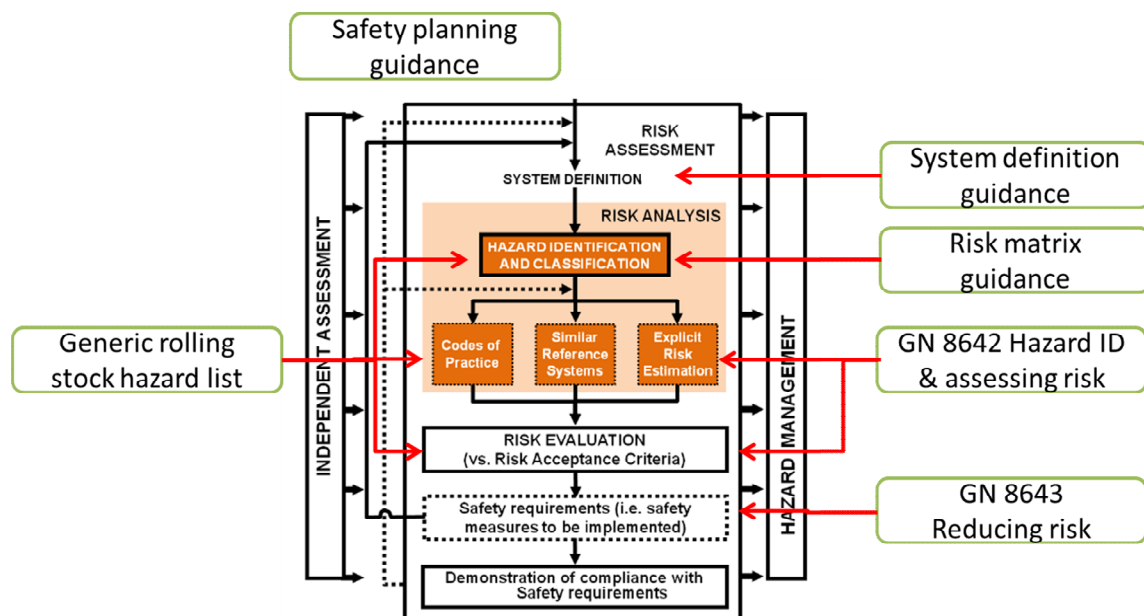 Safety planning
guidance
RISK
ASSESSMENT
SYSTEM DEFINITION
System definition
guidance
RISK ANALYSIS
HAZARD IDENTIFICATION
AND CLASSIFICATION
Risk matrix
guidance
INDEPENDENT ASSESSMENT
HAZARD MANAGEMENT
Generic rolling
stock hazard list
Codes of
Practice
Similar
Reference
Systems
Explicit
Risk
Estimation
GN 8642 Hazard ID
& assessing risk
RISK EVALUATION
(vs. Risk Acceptance Criteria)
Safety requirements (i.e. safety
measures to be implemented)
GN 8643
Reducing risk
Demonstration of compliance with
Safety requirements